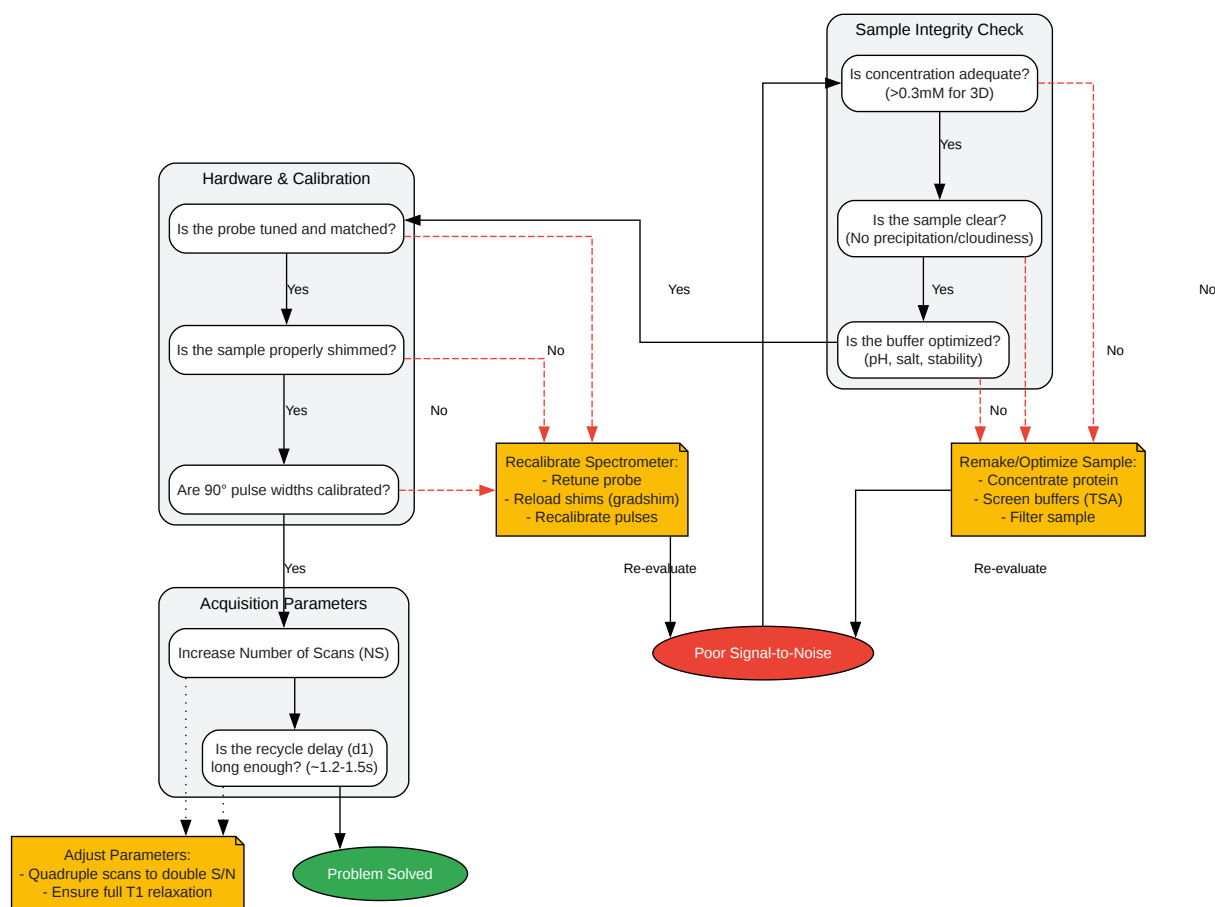 Sample Integrity Check
Is concentration adequate?
(>0.3mM for 3D)
Yes
Is the sample clear?
(No precipitation/cloudiness)
Yes
No
Is the buffer optimized?
(pH, salt, stability)
Yes
No
No
Hardware & Calibration
Is the probe tuned and matched?
Yes
Is the sample properly shimmed?
No
Yes
No
Are 90° pulse widths calibrated?
Recalibrate Spectrometer:
- Retune probe
- Reload shims (gradshim)
- Recalibrate pulses
Remake/Optimize Sample:
- Concentrate protein
- Screen buffers (TSA)
- Filter sample
Yes
Re-evaluate
Re-evaluate
Acquisition Parameters
Increase Number of Scans (NS)
Poor Signal-to-Noise
Is the recycle delay (d1)
long enough? (~1.2-1.5s)
Adjust Parameters:
- Quadruple scans to double S/N
- Ensure full T1 relaxation
Problem Solved